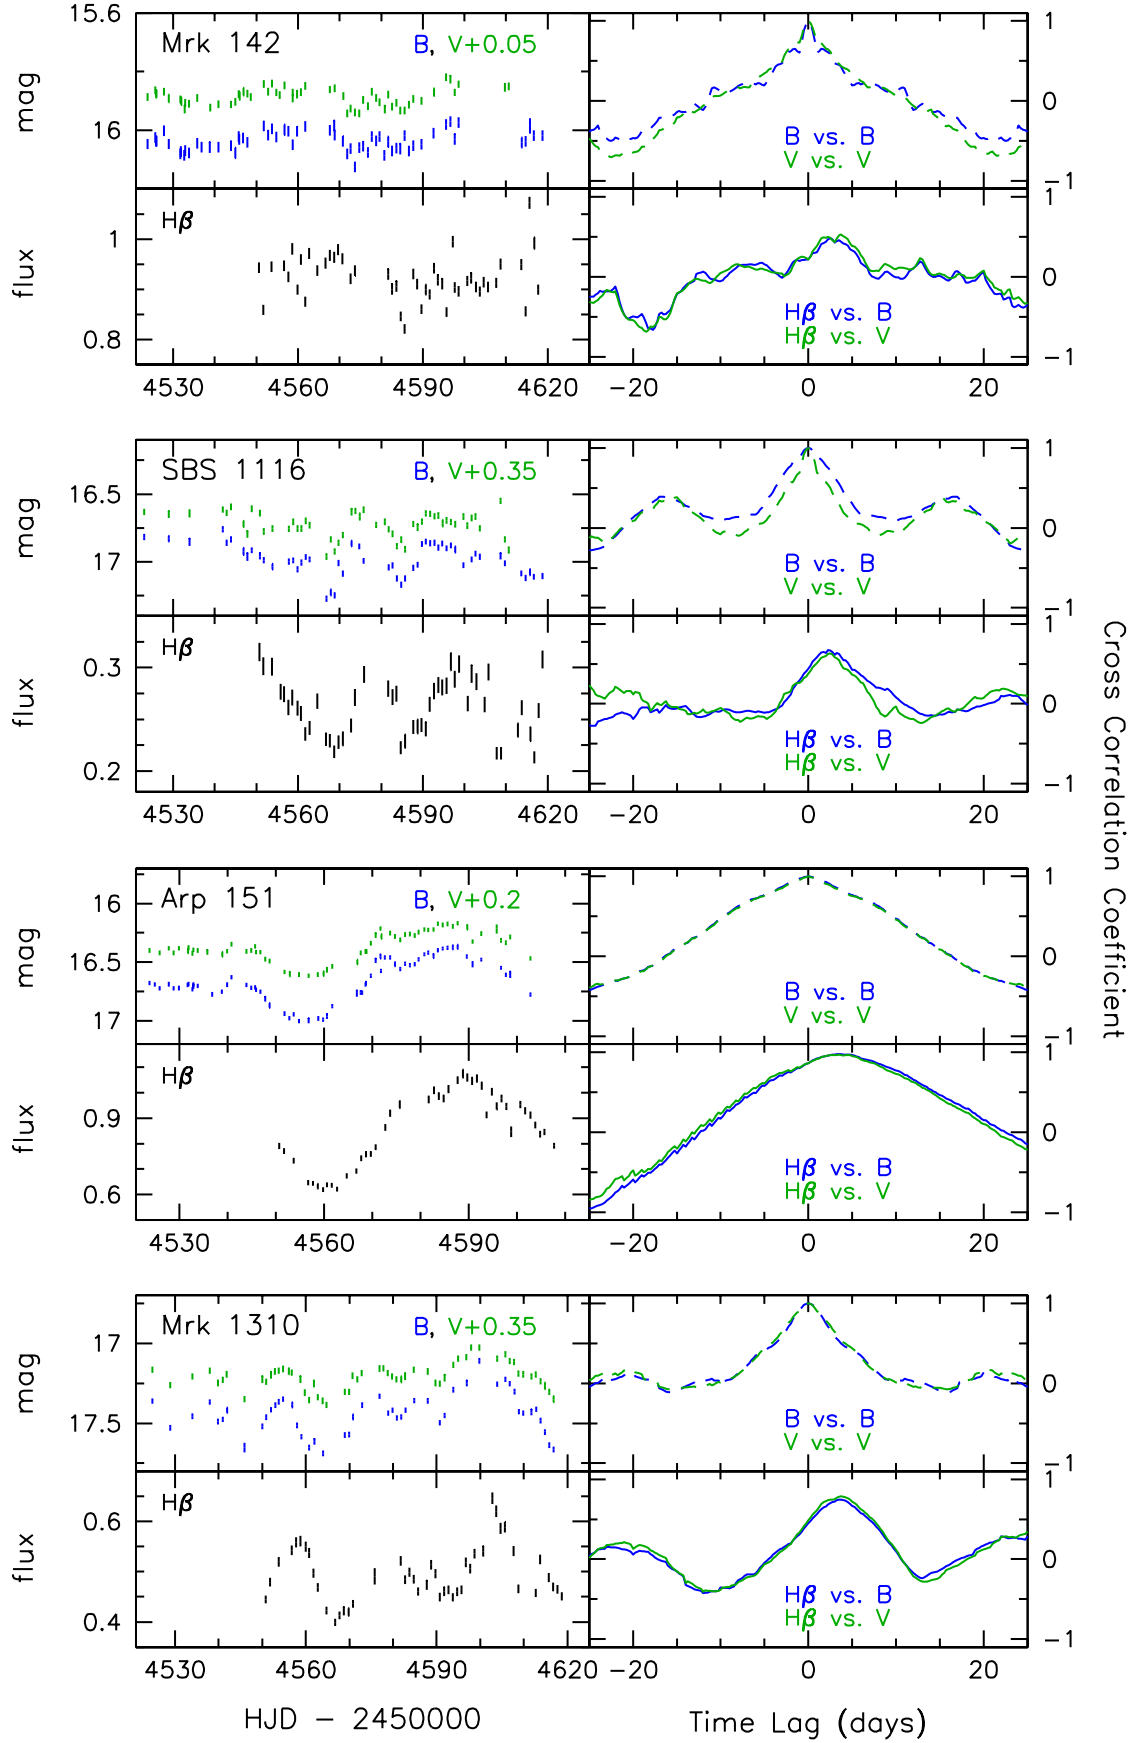 Mrk 142 B, V+0.05
15.6
16
mag
B vs. B
V vs. V
1
0
−1
Hβ
1
0.8
flux
Hβ vs. B
Hβ vs. V
1
0
−1
4530 4560 4590 4620
−20 0 20
SBS 1116 B, V+0.35
16.5
17
mag
B vs. B
V vs. V
1
0
−1
Hβ
0.3
0.2
flux
Hβ vs. B
Hβ vs. V
1
0
−1
4530 4560 4590 4620
−20 0 20
Arp 151 B, V+0.2
16
16.5
17
mag
B vs. B
V vs. V
1
0
−1
Hβ
0.9
0.6
flux
Hβ vs. B
Hβ vs. V
1
0
−1
4530 4560 4590
−20 0 20
Mrk 1310 B, V+0.35
17
17.5
mag
B vs. B
V vs. V
1
0
−1
Hβ
0.6
0.4
flux
Hβ vs. B
Hβ vs. V
1
0
−1
4530 4560 4590 4620
−20 0 20
HJD − 2450000
Time Lag (days)
Cross Correlation Coefficient